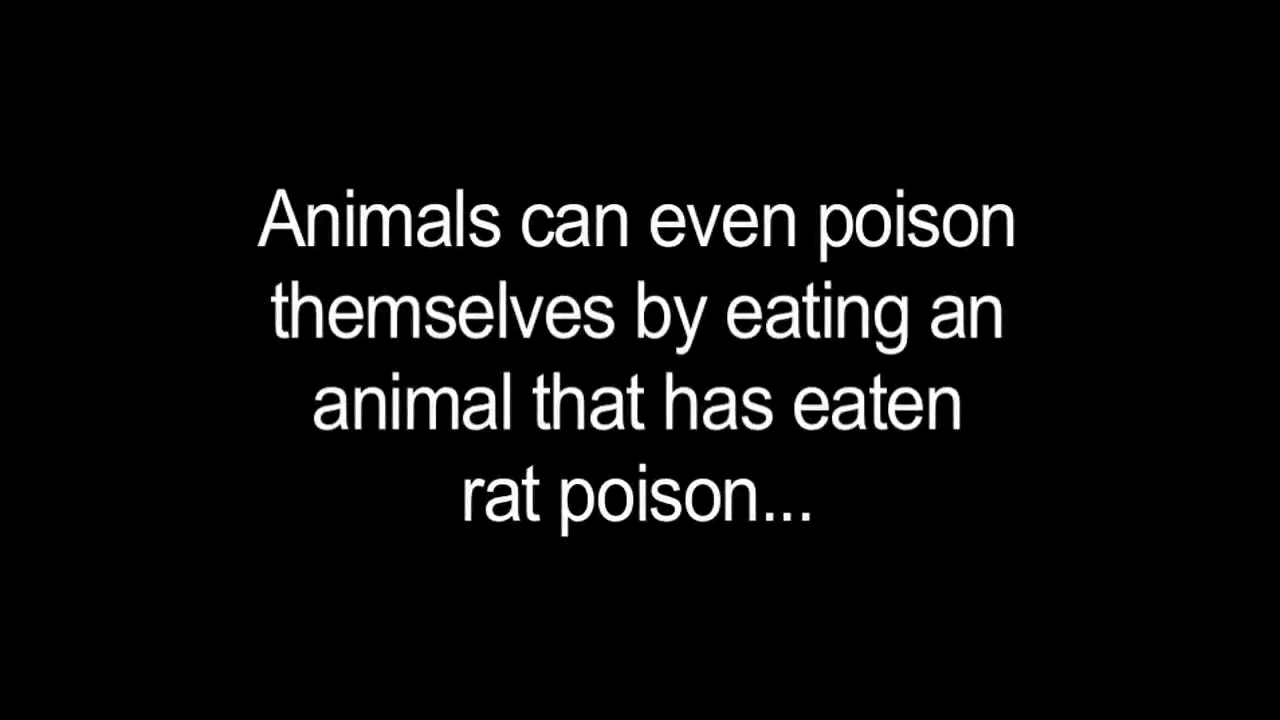 Animals can even poison
themselves by eating an
animal that has eaten
rat poison...